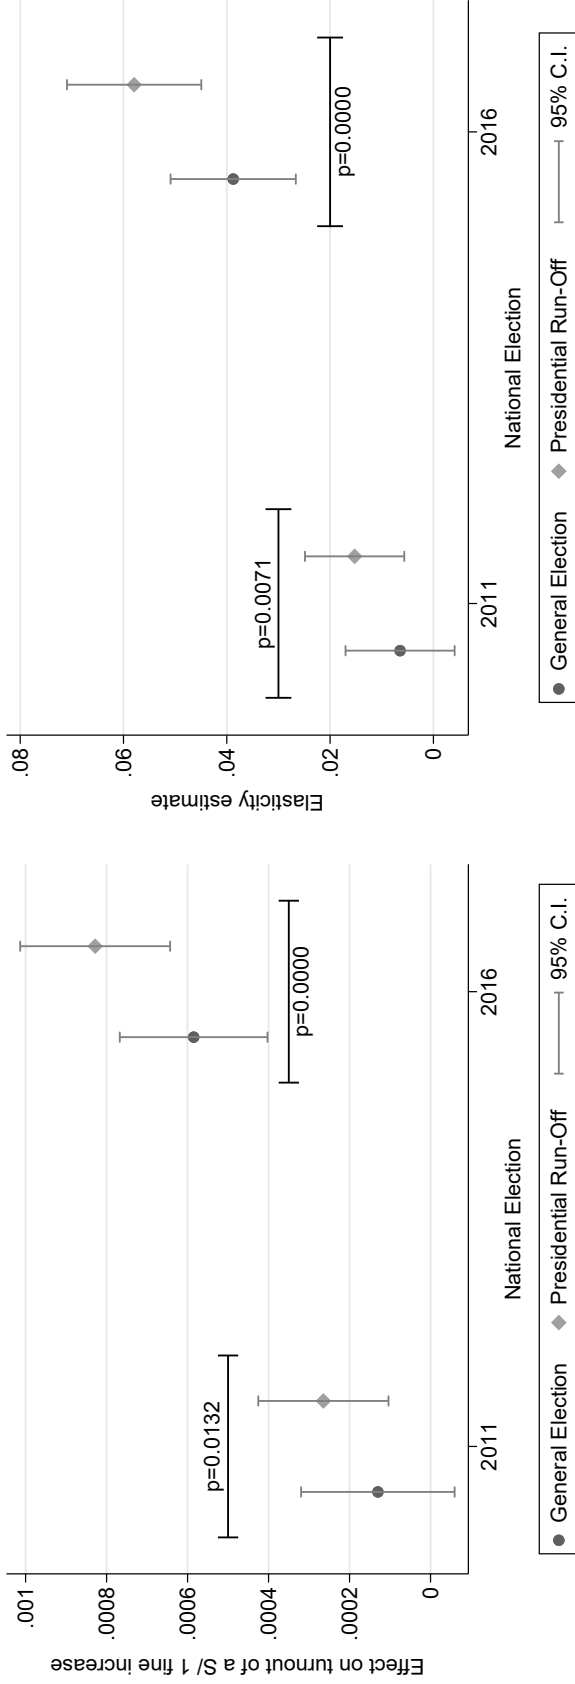 Effect on turnout of a S/ 1 fine increase
.001
.0008
.0006
.0004
.0002
0
p=0.0132
p=0.0000
2011
2016
National Election
General Election
Presidential Run-Off
95% C.I.
Elasticity estimate
.08
.06
.04
.02
0
p=0.0071
p=0.0000
2011
2016
National Election
General Election
Presidential Run-Off
95% C.I.